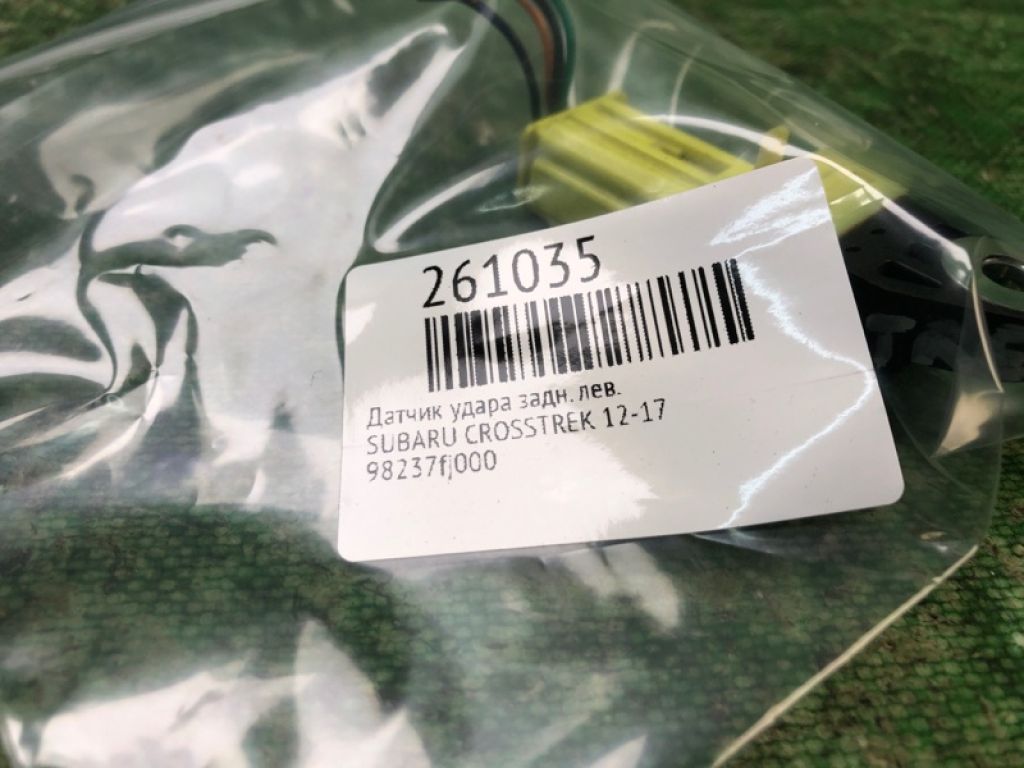 261035
Датчик удара задн. лев.
SUBARU CROSSTREK 12-17
98237fj000